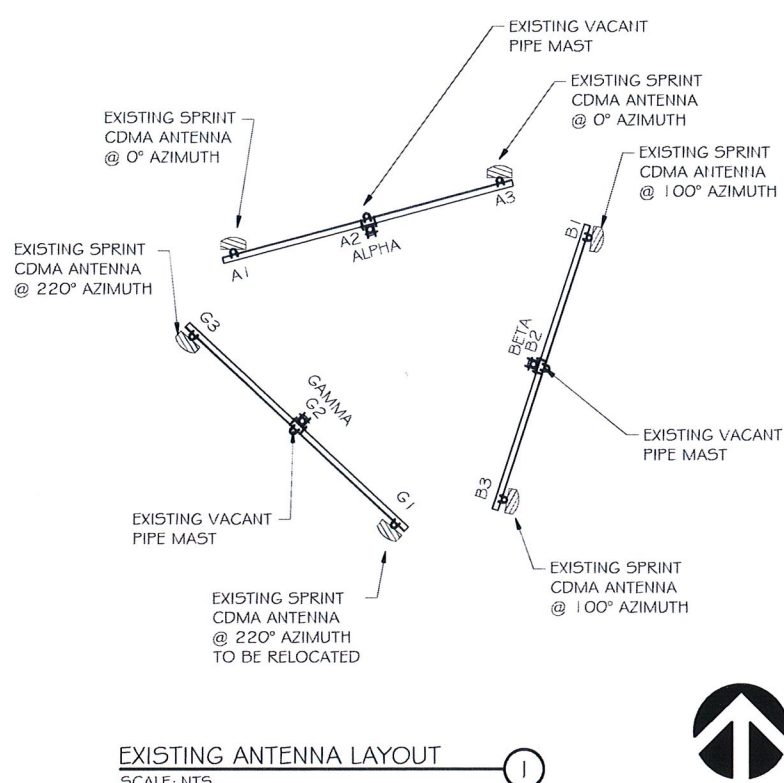 EXISTING VACANT
PIPE MAST
EXISTING SPRINT
CDMA ANTENNA
@ 0° AZIMUTH
EXISTING SPRINT
CDMA ANTENNA
@ 0° AZIMUTH
EXISTING SPRINT
CDMA ANTENNA
@ 100° AZIMUTH
A3
A2
ALPHA
A1
B1
EXISTING SPRINT
CDMA ANTENNA
@ 220° AZIMUTH
G3
BETA
B2
GAMMA
G2
EXISTING VACANT
PIPE MAST
B3
G1
EXISTING VACANT
PIPE MAST
EXISTING SPRINT
CDMA ANTENNA
@ 100° AZIMUTH
EXISTING SPRINT
CDMA ANTENNA
@ 220° AZIMUTH
TO BE RELOCATED
EXISTING ANTENNA LAYOUT
1
SCALE: NTS